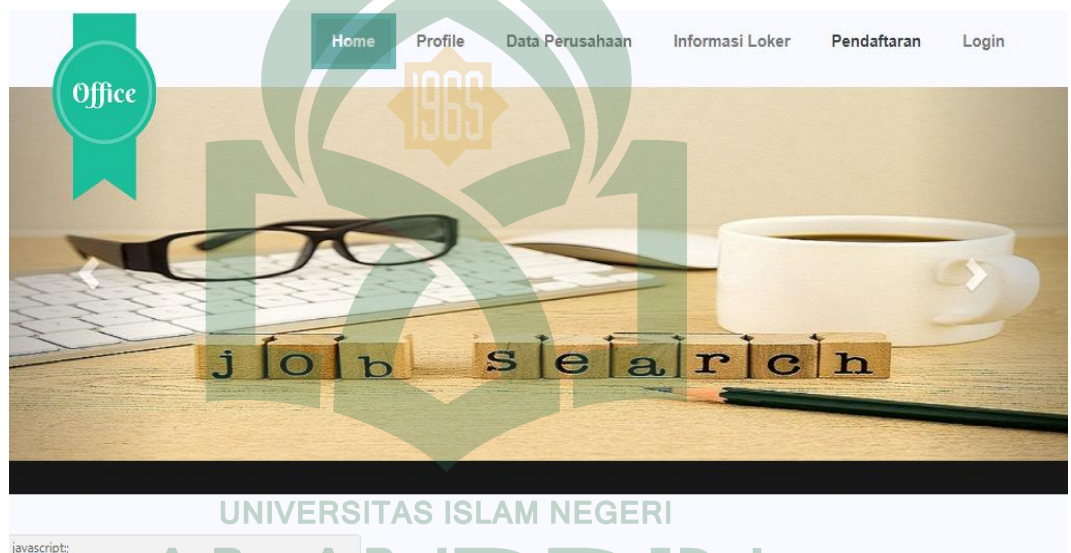 Home Profile Data Perusahaan Informasi Loker Pendaftaran Login
Office
1965
job search
UNIVERSITAS ISLAM NEGERI
javascript:;